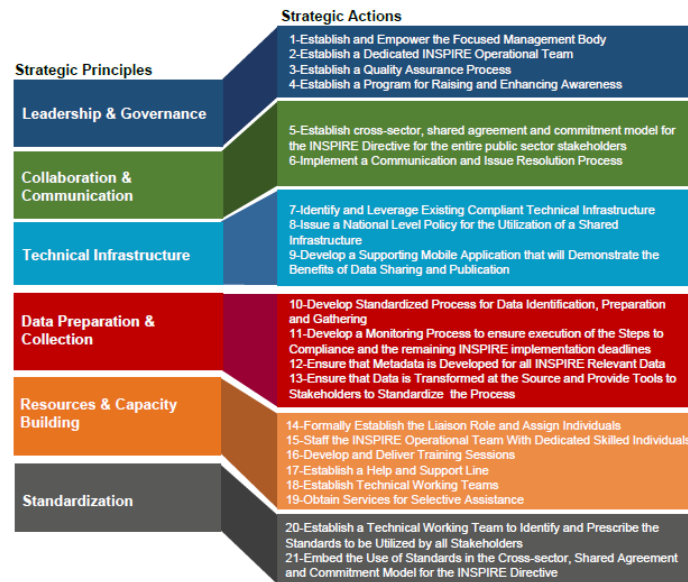 Strategic Actions
Strategic Principles
Leadership & Governance
1-Establish and Empower the Focused Management Body
2-Establish a Dedicated INSPIRE Operational Team
3-Establish a Quality Assurance Process
4-Establish a Program for Raising and Enhancing Awareness
Collaboration &
Communication
5-Establish cross-sector, shared agreement and commitment model for
the INSPIRE Directive for the entire public sector stakeholders
6-Implement a Communication and Issue Resolution Process
Technical Infrastructure
7-Identify and Leverage Existing Compliant Technical Infrastructure
8-Issue a National Level Policy for the Utilization of a Shared
Infrastructure
9-Develop a Supporting Mobile Application that will Demonstrate the
Benefits of Data Sharing and Publication
Data Preparation &
Collection
10-Develop Standardized Process for Data Identification, Preparation
and Gathering
11-Develop a Monitoring Process to ensure execution of the Steps to
Compliance and the remaining INSPIRE implementation deadlines
12-Ensure that Metadata is Developed for all INSPIRE Relevant Data
13-Ensure that Data is Transformed at the Source and Provide Tools to
Stakeholders to Standardize the Process
Resources & Capacity
Building
14-Formally Establish the Liaison Role and Assign Individuals
15-Staff the INSPIRE Operational Team With Dedicated Skilled Individuals
16-Develop and Deliver Training Sessions
17-Establish a Help and Support Line
18-Establish Technical Working Teams
19-Obtain Services for Selective Assistance
Standardization
20-Establish a Technical Working Team to Identify and Prescribe the
Standards to be Utilized by all Stakeholders
21-Embed the Use of Standards in the Cross-sector, Shared Agreement
and Commitment Model for the INSPIRE Directive